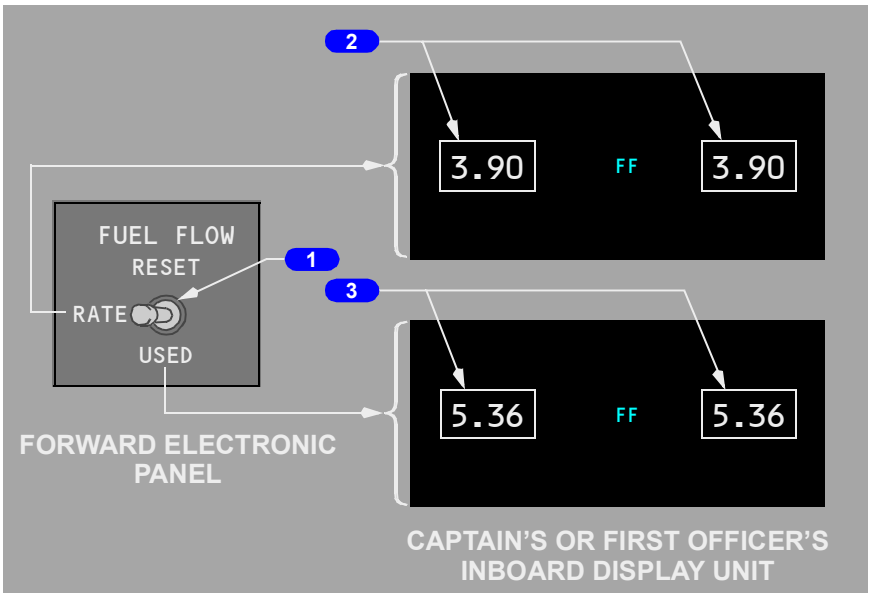 2
3.90 FF 3.90
FUEL FLOW
RESET
1
RATE
USED
3
5.36 FF 5.36
FORWARD ELECTRONIC
PANEL
CAPTAIN’S OR FIRST OFFICER’S
INBOARD DISPLAY UNIT